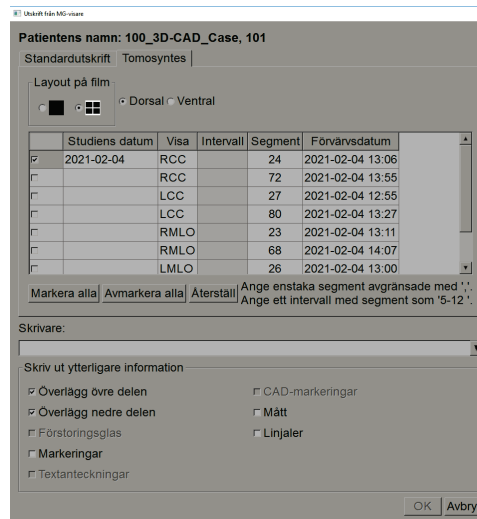 Utskrift från MG-visare
Patientens namn: 100_3D-CAD_Case, 101
Standardutskrift Tomosyntes
Layout på film
Dorsal Ventral
Studiens datum Visa Intervall Segment Förvärvsdatum
2021-02-04 RCC 24 2021-02-04 13:06
RCC 72 2021-02-04 13:55
LCC 27 2021-02-04 12:55
LCC 80 2021-02-04 13:27
RMLO 23 2021-02-04 13:11
RMLO 68 2021-02-04 14:07
LMLO 26 2021-02-04 13:00
Markera alla Avmarkera alla Återställ Ange enstaka segment avgränsade med ','.
Ange ett intervall med segment som '5-12 '.
Skrivare:
Skriv ut ytterligare information
Överlägg övre delen CAD-markeringar
Överlägg nedre delen Mått
Förstoringsglas Linjaler
Markeringar
Textanteckningar
OK Avbry